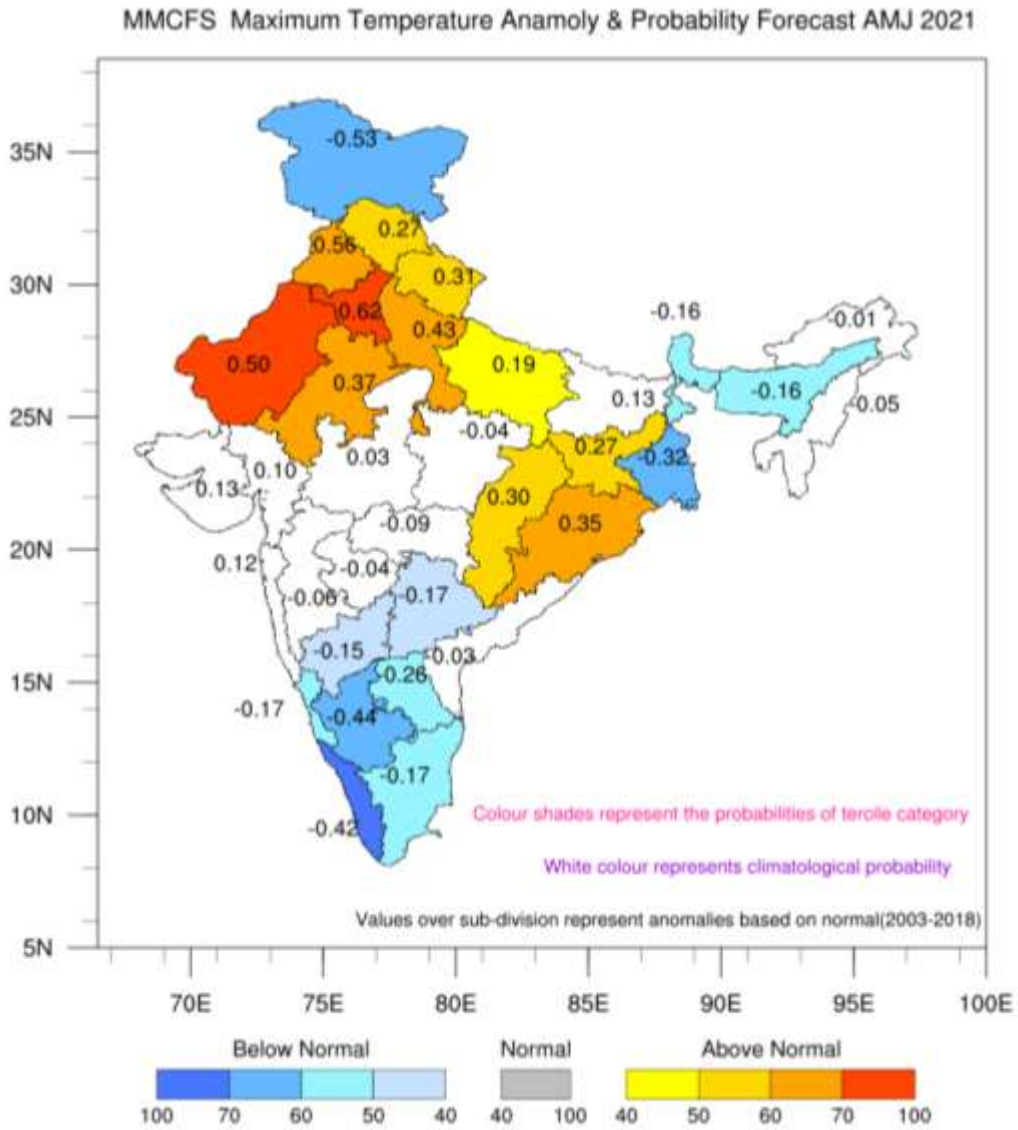 MMCFS Maximum Temperature Anamoly & Probability Forecast AMJ 2021
35N
30N
25N
20N
15N
10N
5N
-0.53
0.27
0.56
0.31
0.62
-0.16
-0.01
0.43
0.50
0.19
0.37
-0.16
0.13
-0.05
-0.04
0.27
0.03
-0.32
0.10
0.13
0.30
0.35
-0.09
0.12
-0.04
-0.06
-0.17
-0.15
-0.03
-0.26
-0.17
-0.44
-0.17
-0.42
Colour shades represent the probabilities of tercile category
White colour represents climatological probability
Values over sub-division represent anomalies based on normal(2003-2018)
70E 75E 80E 85E 90E 95E 100E
Below Normal Normal Above Normal
100 70 60 50 40 40 100 40 50 60 70 100